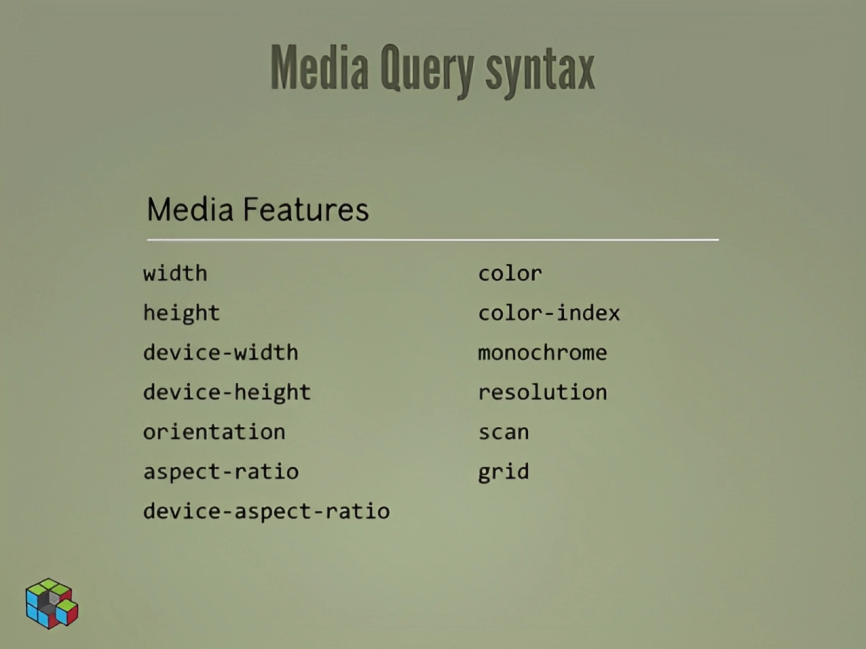 Media Query syntax
Media Features
width
height
device-width
device-height
orientation
aspect-ratio
device-aspect-ratio
color
color-index
monochrome
resolution
scan
grid